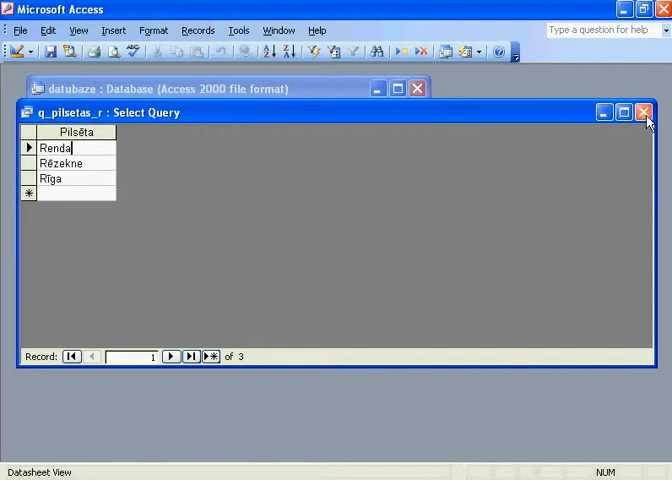 Microsoft Access
File Edit View Insert Format Records Tools Window Help Type a question for help
datubaze : Database (Access 2000 file format)
q_pilsetas_r : Select Query
Pilsēta
Renda
Rēzekne
Rīga
Record: 1 of 3
Datasheet View NUM